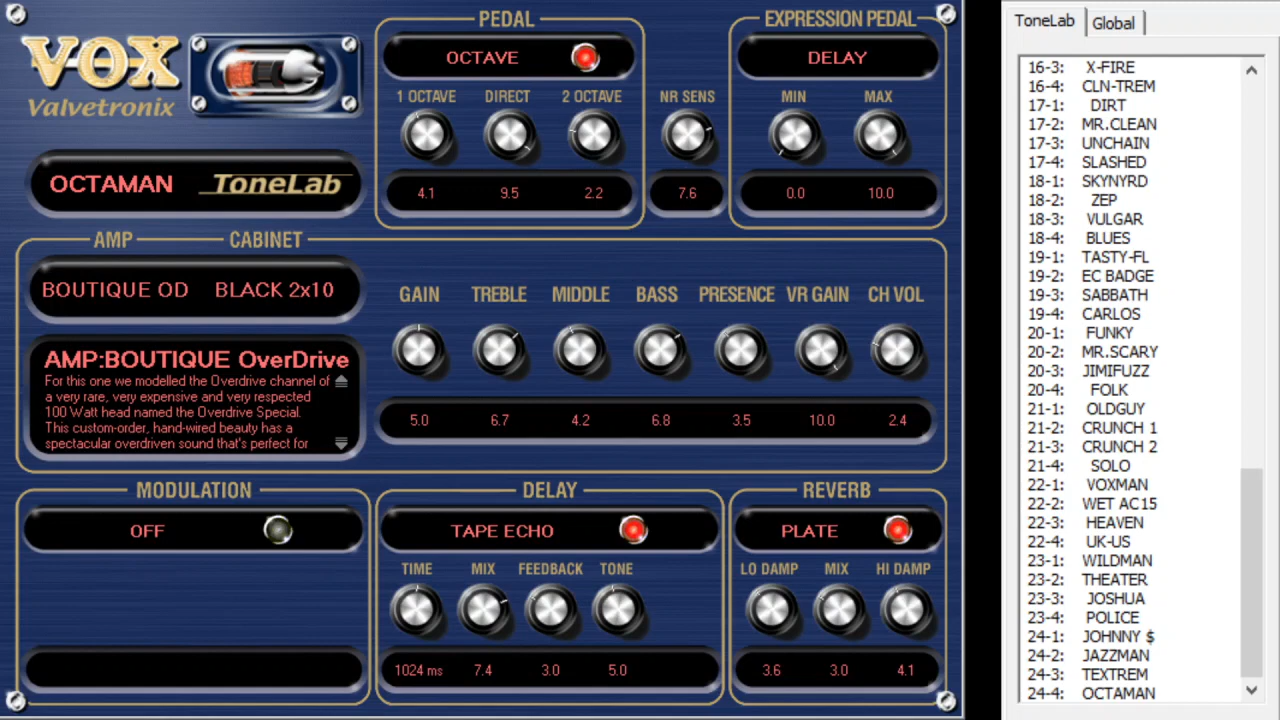 VOX
Valvetronix
OCTAMAN ToneLab
PEDAL
OCTAVE
1 OCTAVE DIRECT 2 OCTAVE NR SENS
4.1 9.5 2.2 7.6
EXPRESSION PEDAL
DELAY
MIN MAX
0.0 10.0
AMP CABINET
BOUTIQUE OD BLACK 2x10
AMP:BOUTIQUE OverDrive
For this one we modelled the Overdrive channel of
a very rare, very expensive and very respected
100 Watt head named the Overdrive Special.
This custom-order, hand-wired beauty has a
spectacular overdriven sound that's perfect for
GAIN TREBLE MIDDLE BASS PRESENCE VR GAIN CH VOL
5.0 6.7 4.2 6.8 3.5 10.0 2.4
MODULATION
OFF
DELAY
TAPE ECHO
TIME MIX FEEDBACK TONE
1024 ms 7.4 3.0 5.0
REVERB
PLATE
LO DAMP MIX HI DAMP
3.6 3.0 4.1
ToneLab Global
16-3: X-FIRE
16-4: CLN-TREM
17-1: DIRT
17-2: MR.CLEAN
17-3: UNCHAIN
17-4: SLASHED
18-1: SKYNYRD
18-2: ZEP
18-3: VULGAR
18-4: BLUES
19-1: TASTY-FL
19-2: EC BADGE
19-3: SABBATH
19-4: CARLOS
20-1: FUNKY
20-2: MR.SCARY
20-3: JIMIFUZZ
20-4: FOLK
21-1: OLDGUY
21-2: CRUNCH 1
21-3: CRUNCH 2
21-4: SOLO
22-1: VOXMAN
22-2: WET AC15
22-3: HEAVEN
22-4: UK-US
23-1: WILDMAN
23-2: THEATER
23-3: JOSHUA
23-4: POLICE
24-1: JOHNNY $
24-2: JAZZMAN
24-3: TEXTREM
24-4: OCTAMAN